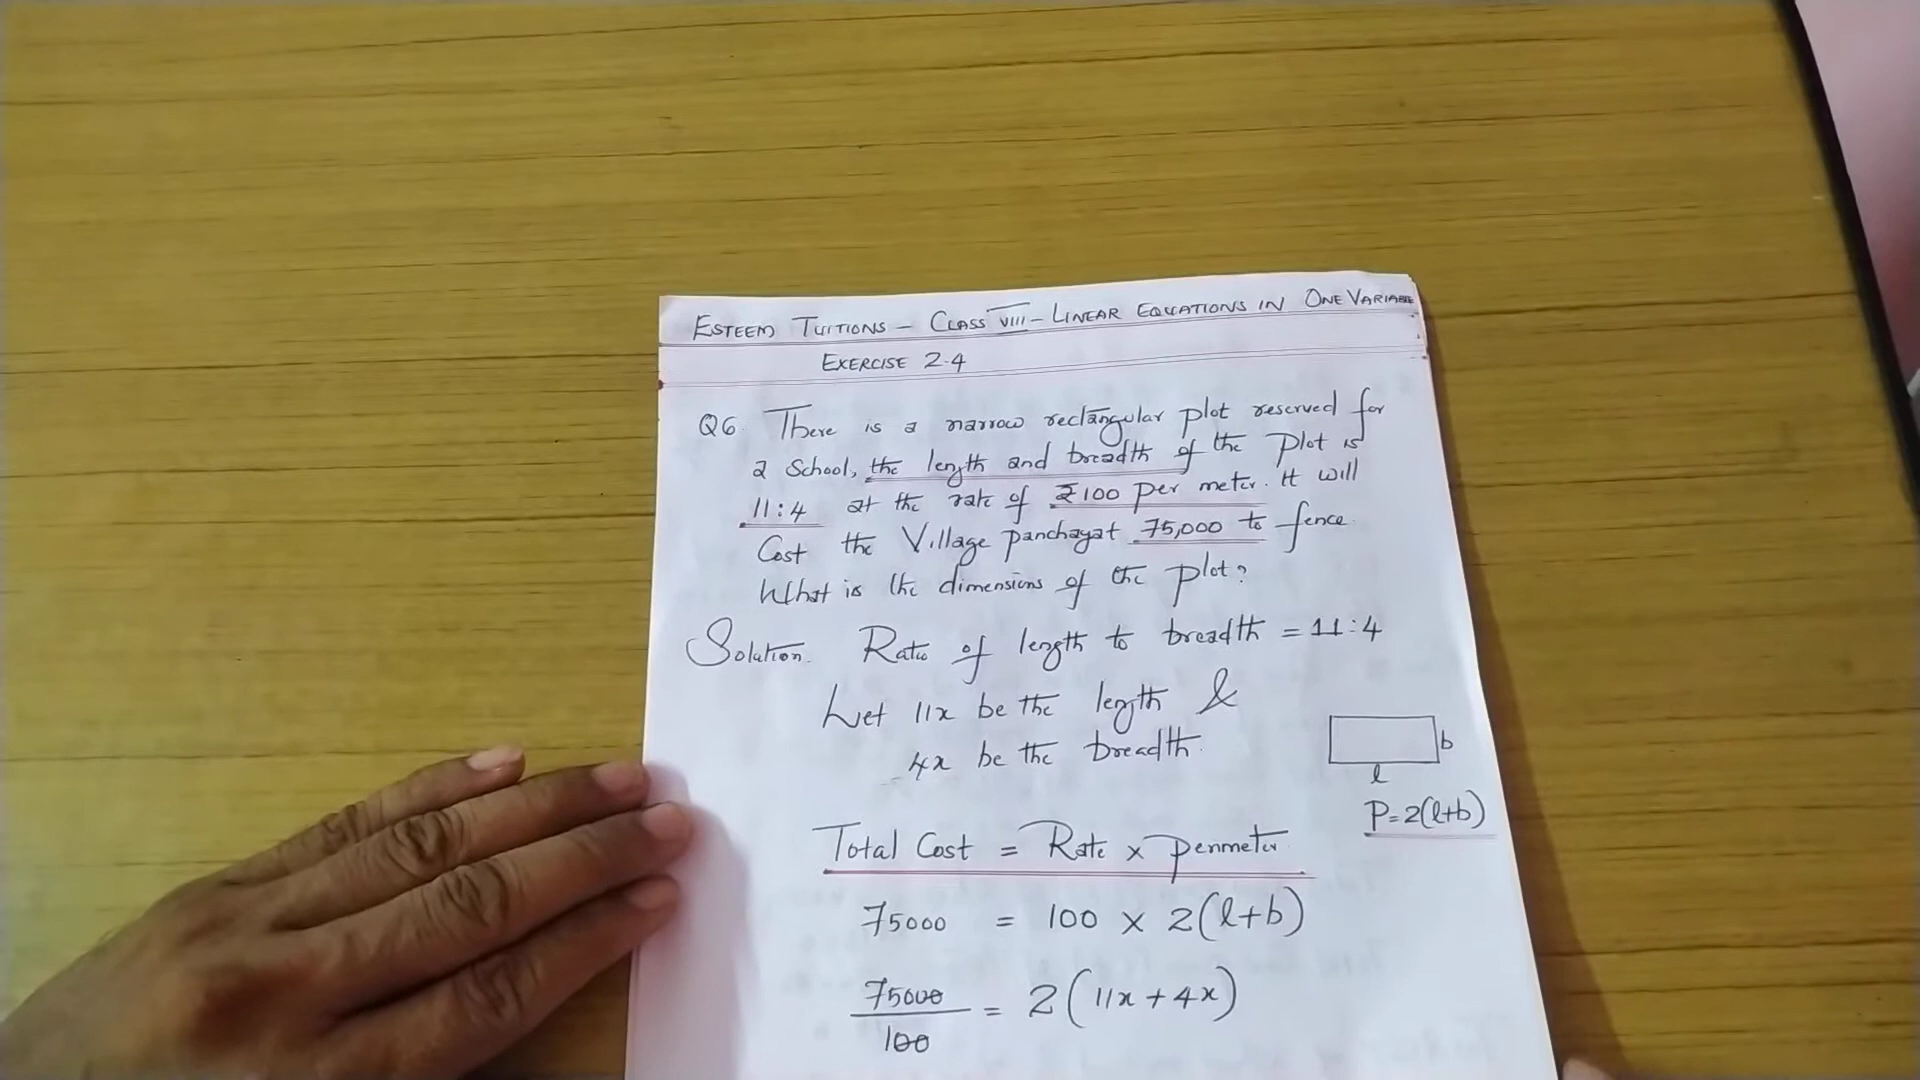 ESTEEM TUITIONS - CLASS VIII - LINEAR EQUATIONS IN ONE VARIABLE
EXERCISE 2.4
Q6. There is a narrow rectangular plot reserved for
a School, the length and breadth of the plot is
11:4 at the rate of ₹100 per meter. It will
Cost the Village panchayat 75,000 to fence.
What is the dimensions of the plot?
Solution. Ratio of length to breadth = 11:4
Let 11x be the length &
4x be the breadth.
b
l
P=2(l+b)
Total Cost = Rate × perimeter.
75000 = 100 × 2(l+b)
75000/100 = 2(11x+4x)